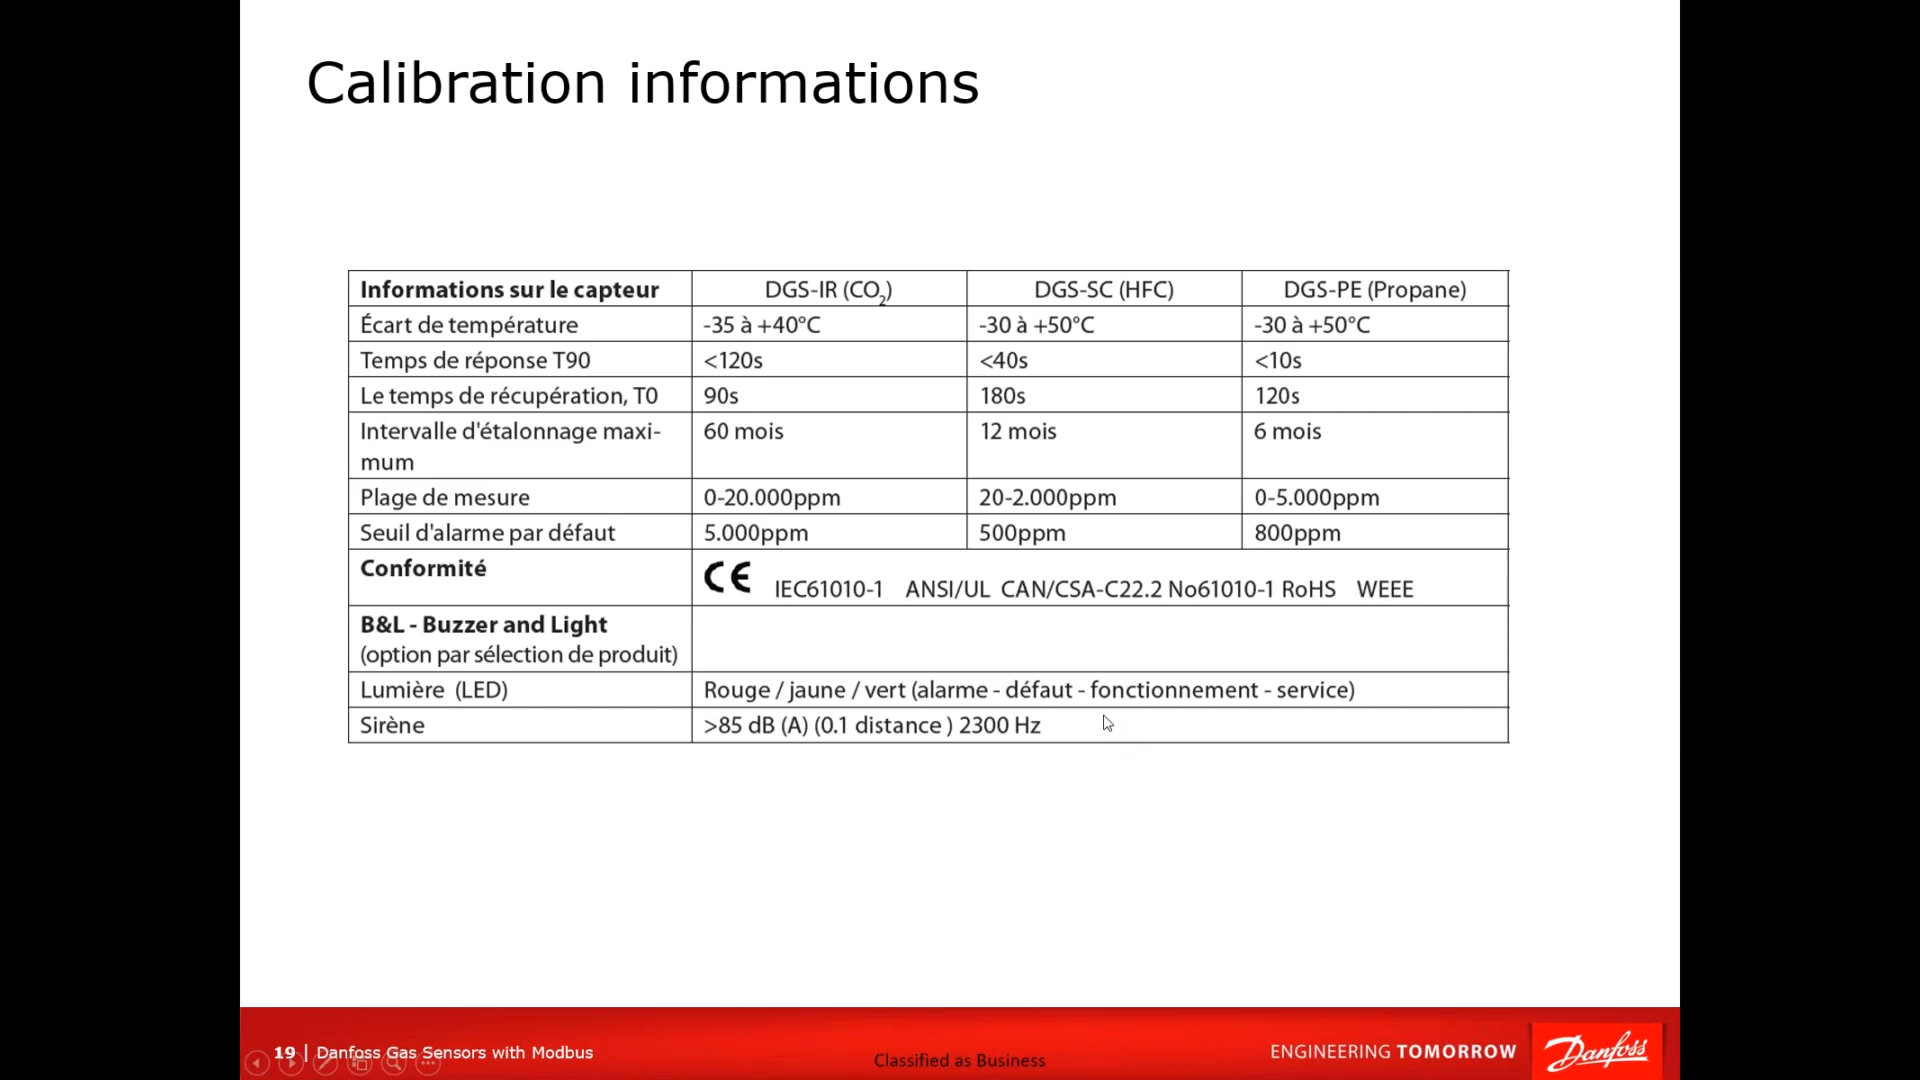 Calibration informations
Informations sur le capteur DGS-IR (CO2) DGS-SC (HFC) DGS-PE (Propane)
Écart de température -35 à +40°C -30 à +50°C -30 à +50°C
Temps de réponse T90 <120s <40s <10s
Le temps de récupération, T0 90s 180s 120s
Intervalle d'étalonnage maxi- 60 mois 12 mois 6 mois
mum
Plage de mesure 0-20.000ppm 20-2.000ppm 0-5.000ppm
Seuil d'alarme par défaut 5.000ppm 500ppm 800ppm
Conformité CE IEC61010-1 ANSI/UL CAN/CSA-C22.2 No61010-1 RoHS WEEE
B&L - Buzzer and Light
(option par sélection de produit)
Lumière (LED) Rouge / jaune / vert (alarme - défaut - fonctionnement - service)
Sirène >85 dB (A) (0.1 distance ) 2300 Hz
19 | Danfoss Gas Sensors with Modbus
Classified as Business
ENGINEERING TOMORROW
Danfoss